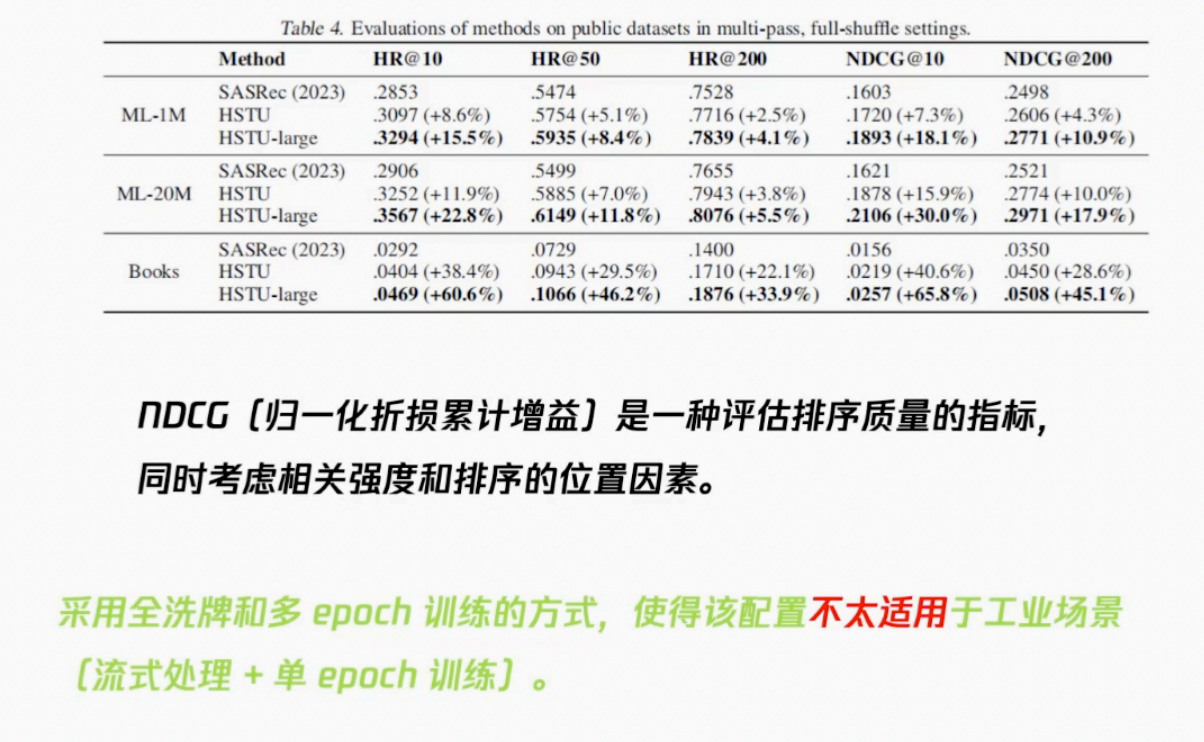 Table 4. Evaluations of methods on public datasets in multi-pass, full-shuffle settings.
Method HR@10 HR@50 HR@200 NDCG@10 NDCG@200
SASRec (2023) .2853 .5474 .7528 .1603 .2498
ML-1M HSTU .3097 (+8.6%) .5754 (+5.1%) .7716 (+2.5%) .1720 (+7.3%) .2606 (+4.3%)
HSTU-large .3294 (+15.5%) .5935 (+8.4%) .7839 (+4.1%) .1893 (+18.1%) .2771 (+10.9%)
SASRec (2023) .2906 .5499 .7655 .1621 .2521
ML-20M HSTU .3252 (+11.9%) .5885 (+7.0%) .7943 (+3.8%) .1878 (+15.9%) .2774 (+10.0%)
HSTU-large .3567 (+22.8%) .6149 (+11.8%) .8076 (+5.5%) .2106 (+30.0%) .2971 (+17.9%)
SASRec (2023) .0292 .0729 .1400 .0156 .0350
Books HSTU .0404 (+38.4%) .0943 (+29.5%) .1710 (+22.1%) .0219 (+40.6%) .0450 (+28.6%)
HSTU-large .0469 (+60.6%) .1066 (+46.2%) .1876 (+33.9%) .0257 (+65.8%) .0508 (+45.1%)
NDCG（归一化折损累计增益）是一种评估排序质量的指标，
同时考虑相关强度和排序的位置因素。
采用全洗牌和多 epoch 训练的方式，使得该配置不太适用于工业场景
（流式处理 + 单 epoch 训练）。